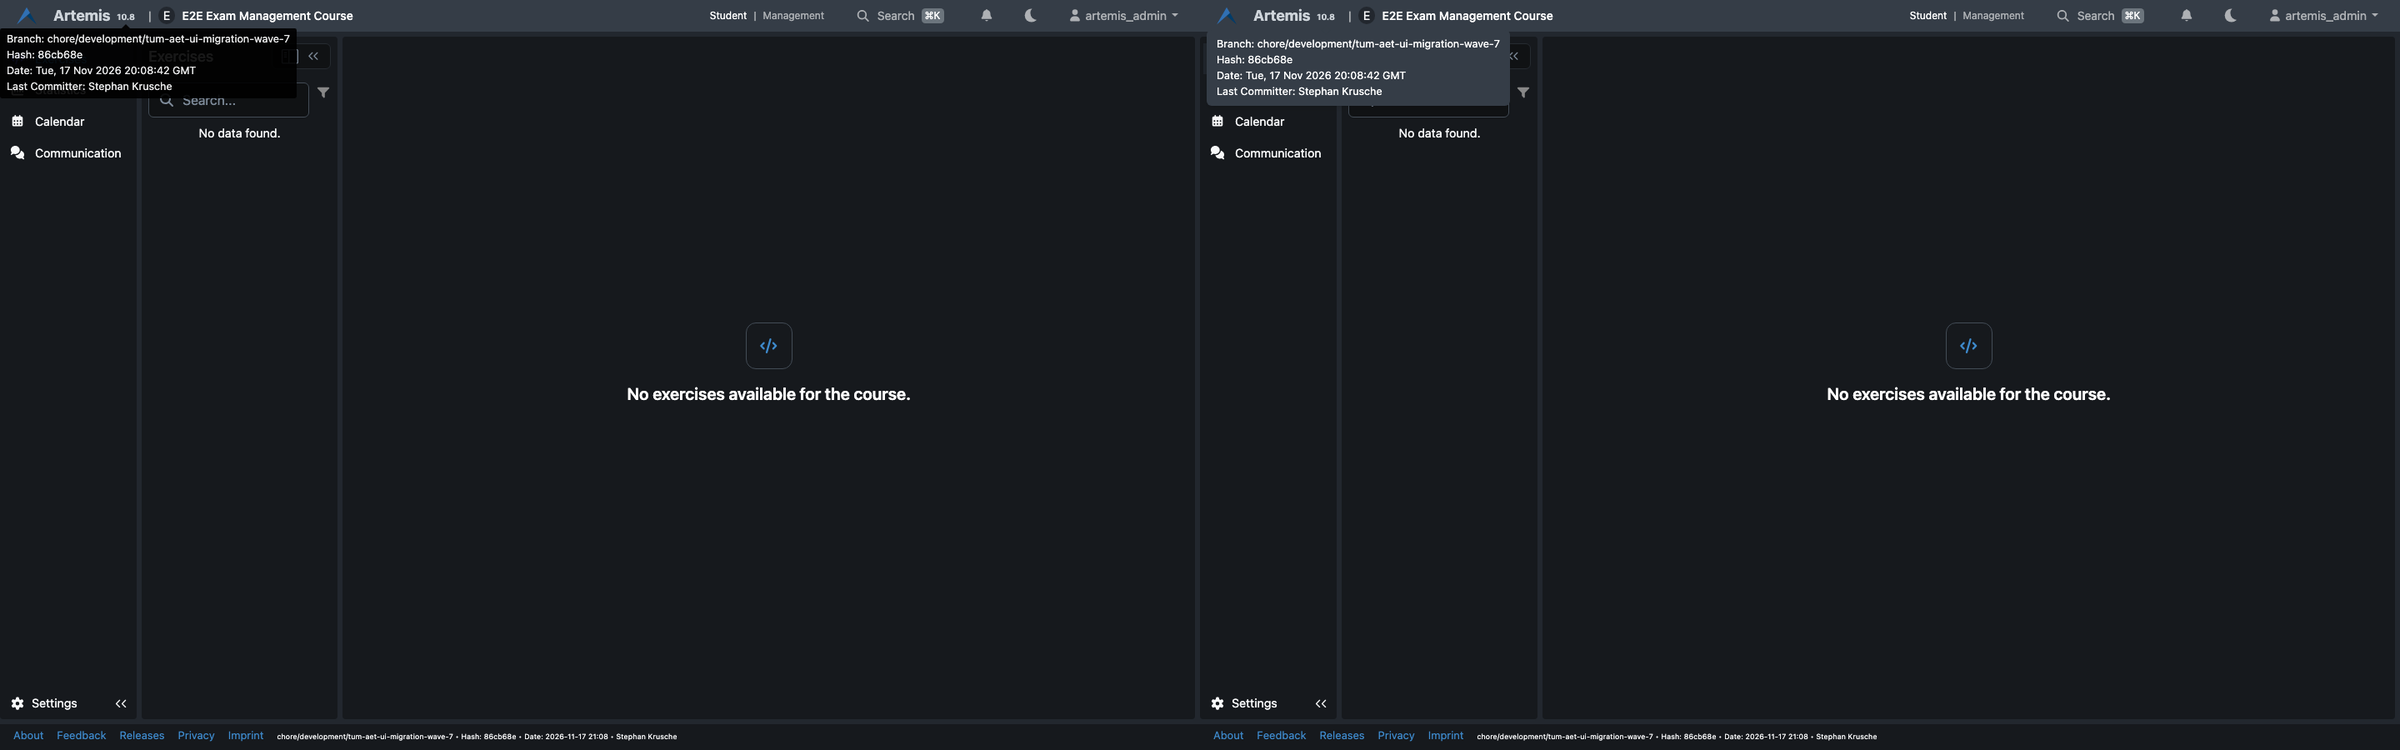 Artemis 10.8 | E E2E Exam Management Course Student | Management Search ⌘K artemis_admin
Branch: chore/development/tum-aet-ui-migration-wave-7
Hash: 86cb68e
Date: Tue, 17 Nov 2026 20:08:42 GMT
Last Committer: Stephan Krusche
Exercises
Search...
Calendar
Communication
No data found.
No exercises available for the course.
Settings
About Feedback Releases Privacy Imprint chore/development/tum-aet-ui-migration-wave-7 • Hash: 86cb68e • Date: 2026-11-17 21:08 • Stephan Krusche
Artemis 10.8 | E E2E Exam Management Course Student | Management Search ⌘K artemis_admin
Branch: chore/development/tum-aet-ui-migration-wave-7
Hash: 86cb68e
Date: Tue, 17 Nov 2026 20:08:42 GMT
Last Committer: Stephan Krusche
Calendar
Communication
No data found.
No exercises available for the course.
Settings
About Feedback Releases Privacy Imprint chore/development/tum-aet-ui-migration-wave-7 • Hash: 86cb68e • Date: 2026-11-17 21:08 • Stephan Krusche